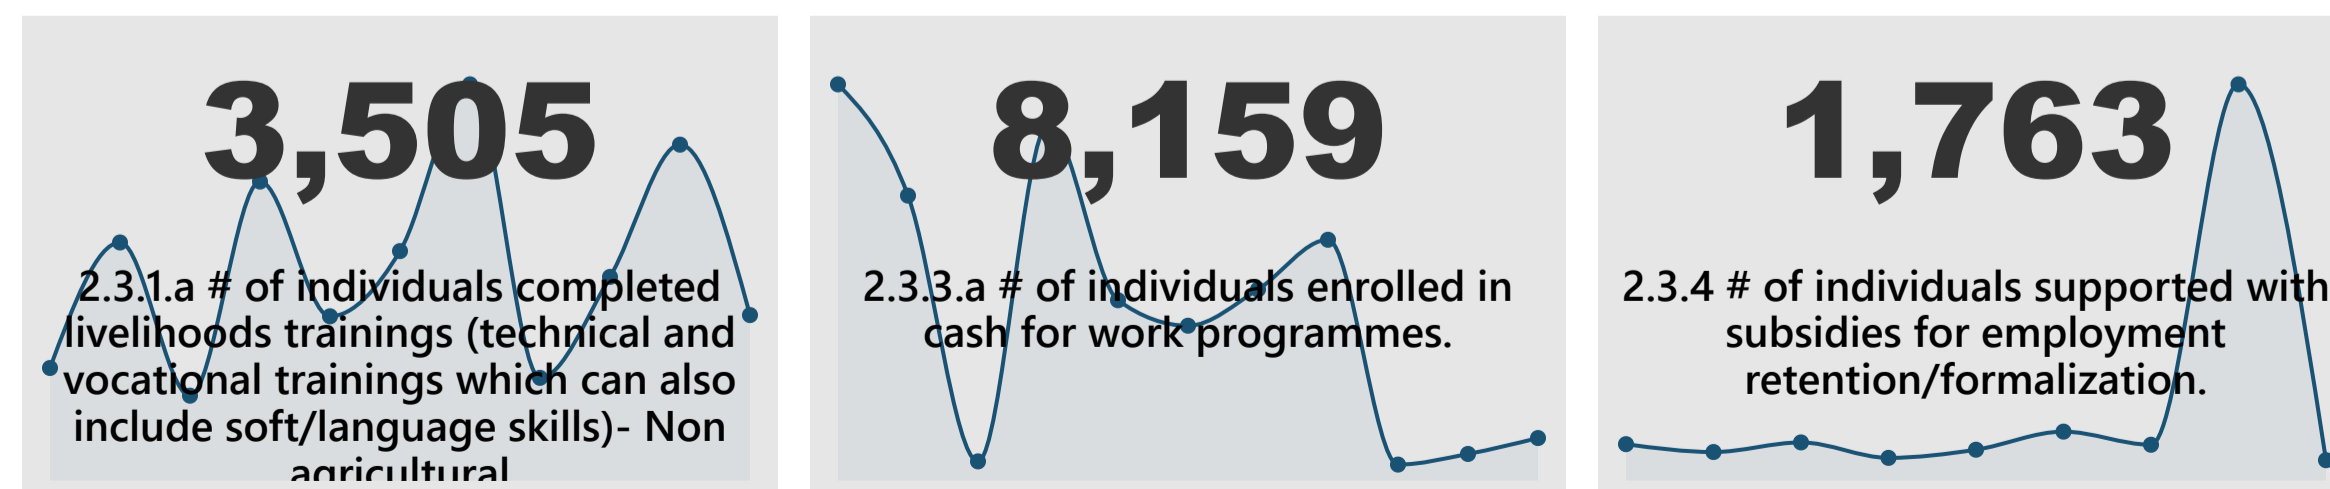 3,505
2.3.1.a # of individuals completed
livelihoods trainings (technical and
vocational trainings which can also
include soft/language skills)- Non
agricultural
8,159
2.3.3.a # of individuals enrolled in
cash for work programmes.
1,763
2.3.4 # of individuals supported with
subsidies for employment
retention/formalization.